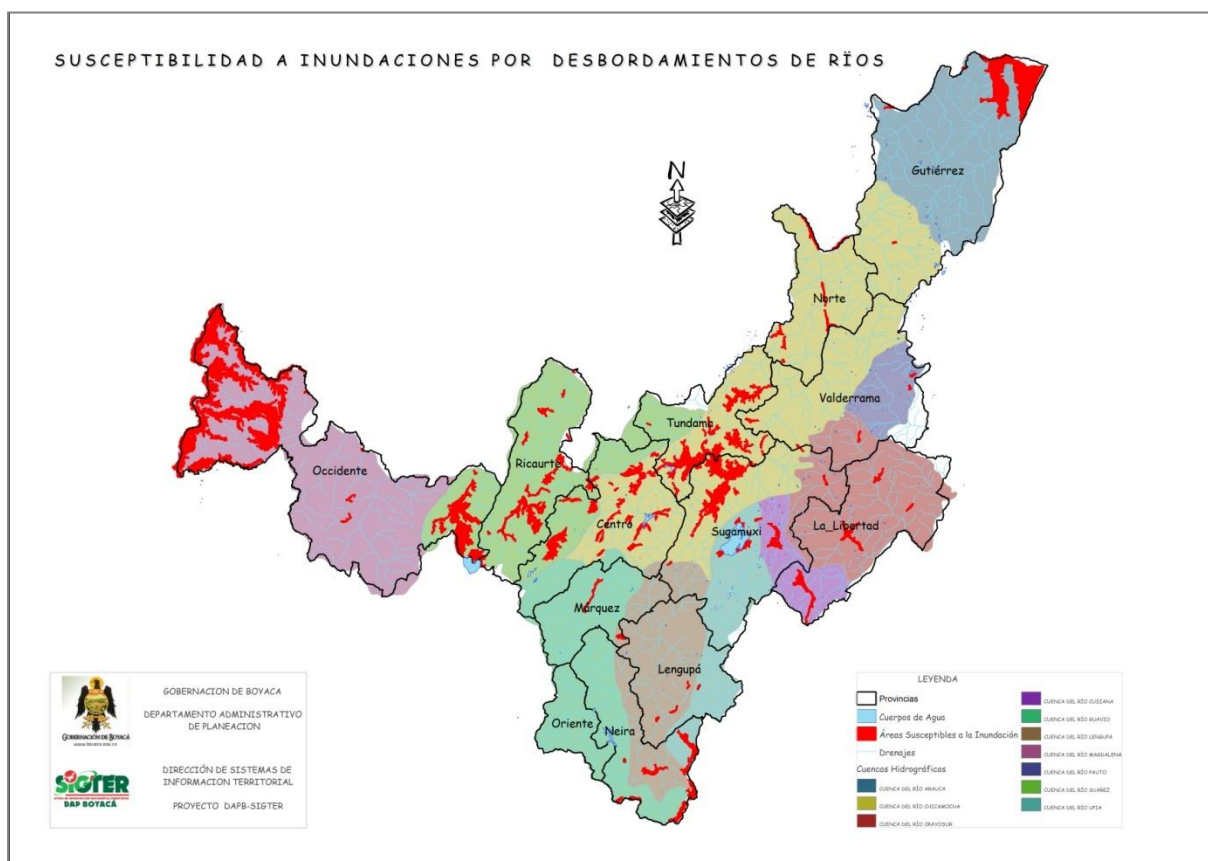 SUSCEPTIBILIDAD A INUNDACIONES POR DESBORDAMIENTOS DE RÏOS
N
Gutiérrez
Norte
Valderrama
Tundama
Occidente
Ricaurte
Centro
Sugamuxi
La_Libertad
Márquez
Lengupá
Oriente
Neira
GOBERNACIÓN DE BOYACÁ
GOBERNACION DE BOYACA
DEPARTAMENTO ADMINISTRATIVO
DE PLANEACION
SIGTER
DAP BOYACÁ
DIRECCIÓN DE SISTEMAS DE
INFORMACION TERRITORIAL
PROYECTO DAPB-SIGTER
LEYENDA
Provincias
Cuerpos de Agua
Áreas Susceptibles a la Inundación
Drenajes
Cuencas Hidrográficas
CUENCA DEL RÍO ARAUCA
CUENCA DEL RÍO CHICAMOCHA
CUENCA DEL RÍO CRAVOSUR
CUENCA DEL RÍO CUSIANA
CUENCA DEL RÍO GUAVIO
CUENCA DEL RÍO LENGUPA
CUENCA DEL RÍO MAGDALENA
CUENCA DEL RÍO PAUTO
CUENCA DEL RÍO SUAREZ
CUENCA DEL RÍO UPIA